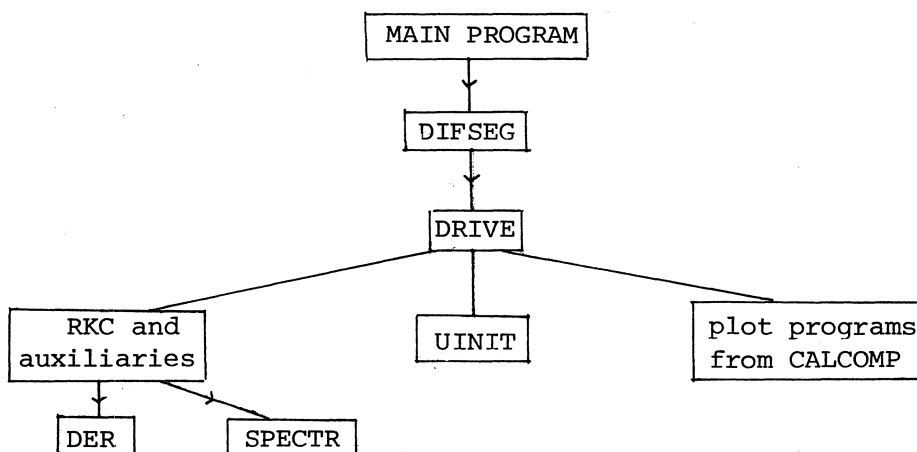 MAIN PROGRAM
DIFSEG
DRIVE
RKC and
auxiliaries
UINIT
plot programs
from CALCOMP
DER
SPECTR